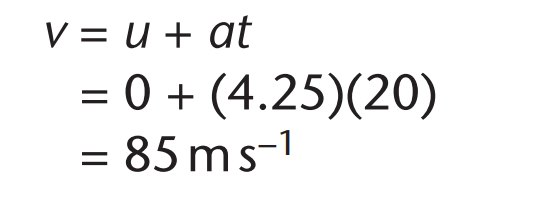 v = u + at
= 0 + (4.25)(20)
= 85 m s⁻¹